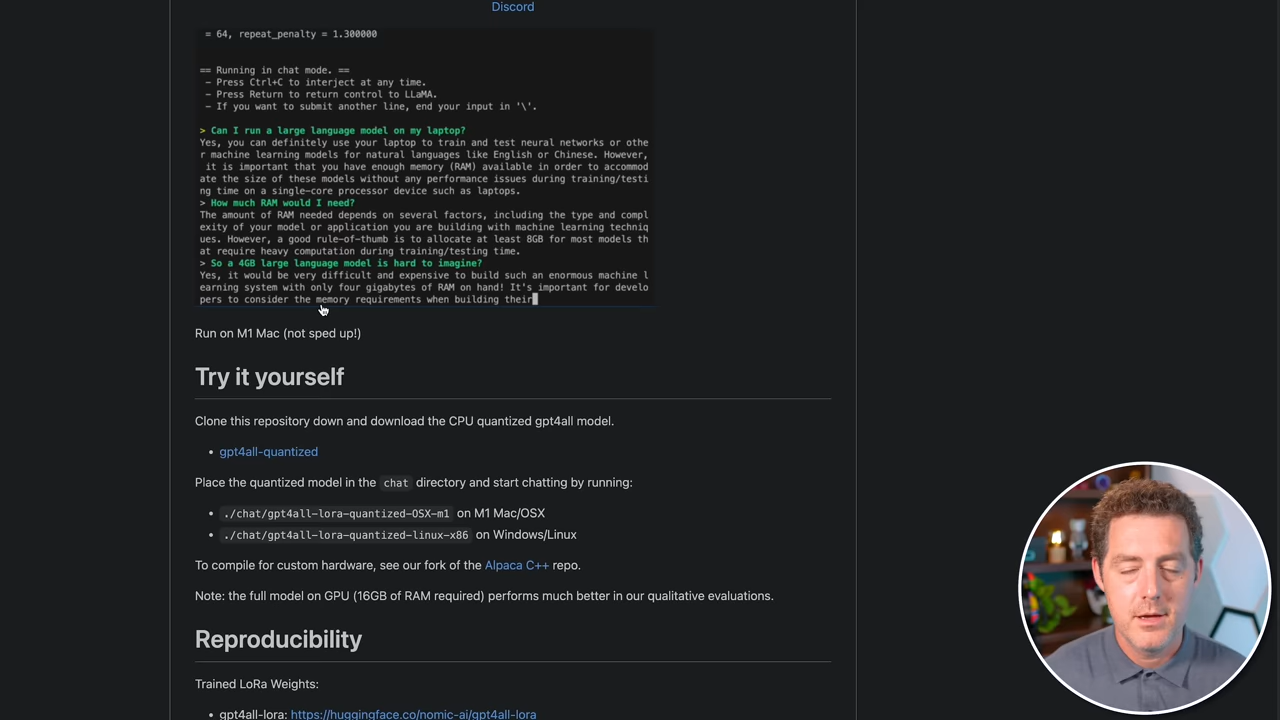 Discord
= 64, repeat_penalty = 1.300000
== Running in chat mode. ==
- Press Ctrl+C to interject at any time.
- Press Return to return control to LLaMA.
- If you want to submit another line, end your input in '\'.
> Can I run a large language model on my laptop?
Yes, you can definitely use your laptop to train and test neural networks or othe
r machine learning models for natural languages like English or Chinese. However,
it is important that you have enough memory (RAM) available in order to accommod
ate the size of these models without any performance issues during training/testi
ng time on a single-core processor device such as laptops.
> How much RAM would I need?
The amount of RAM needed depends on several factors, including the type and compl
exity of your model or application you are building with machine learning techniq
ues. However, a good rule-of-thumb is to allocate at least 8GB for most models th
at require heavy computation during training/testing time.
> So a 4GB large language model is hard to imagine?
Yes, it would be very difficult and expensive to build such an enormous machine l
earning system with only four gigabytes of RAM on hand! It's important for develo
pers to consider the memory requirements when building their
Run on M1 Mac (not sped up!)
Try it yourself
Clone this repository down and download the CPU quantized gpt4all model.
• gpt4all-quantized
Place the quantized model in the chat directory and start chatting by running:
• ./chat/gpt4all-lora-quantized-OSX-m1 on M1 Mac/OSX
• ./chat/gpt4all-lora-quantized-linux-x86 on Windows/Linux
To compile for custom hardware, see our fork of the Alpaca C++ repo.
Note: the full model on GPU (16GB of RAM required) performs much better in our qualitative evaluations.
Reproducibility
Trained LoRa Weights:
• gpt4all-lora: https://huggingface.co/nomic-ai/gpt4all-lora